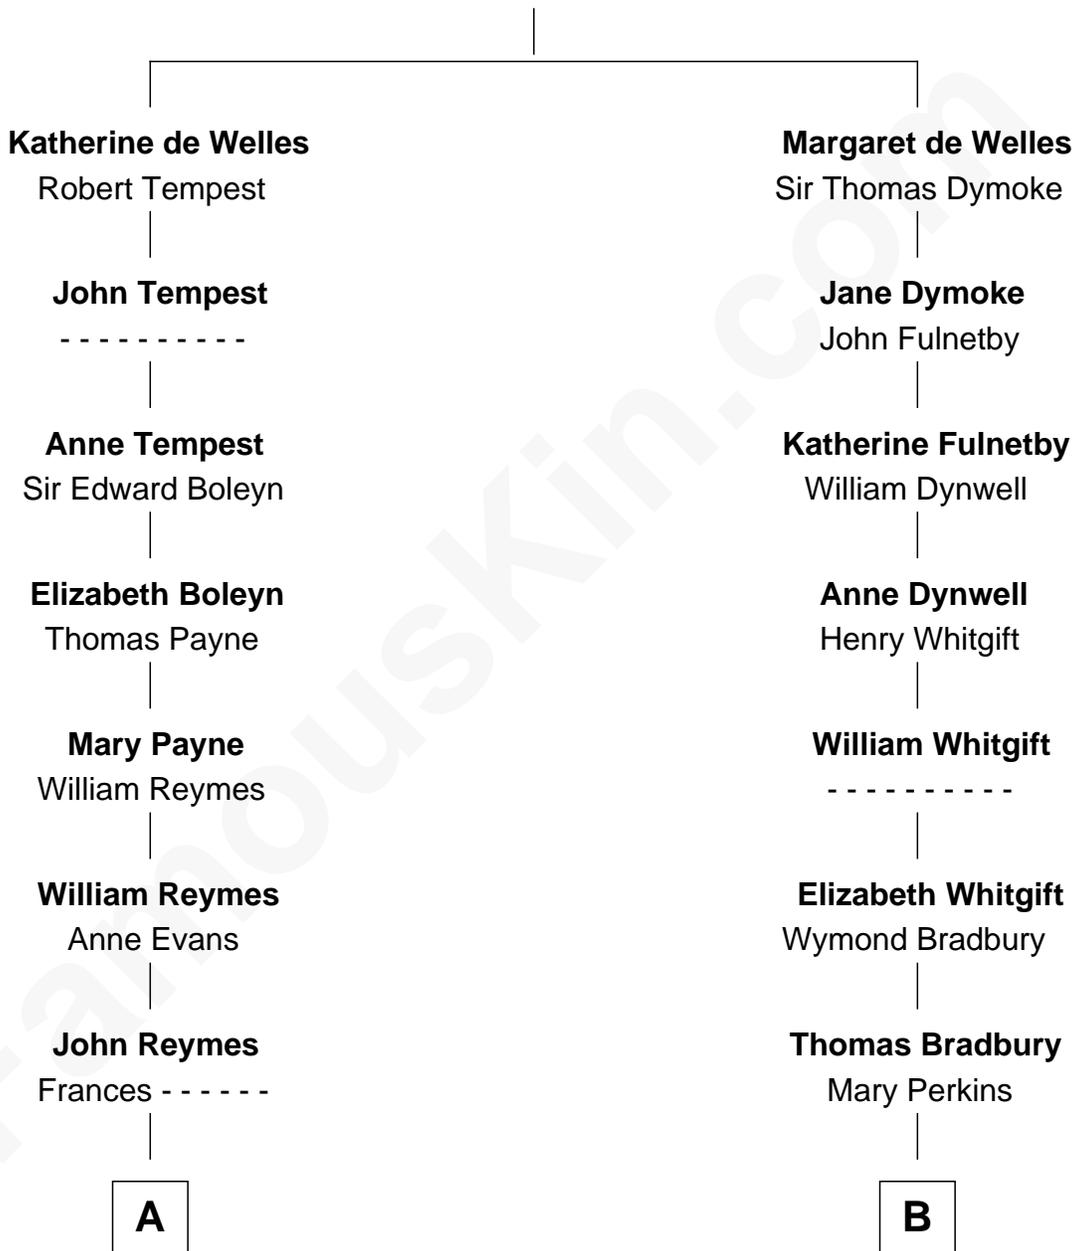 Katherine de Welles
Robert Tempest
John Tempest
- - - - - - - - - -
Anne Tempest
Sir Edward Boleyn
Elizabeth Boleyn
Thomas Payne
Mary Payne
William Reymes
William Reymes
Anne Evans
John Reymes
Frances - - - - - -
A
Margaret de Welles
Sir Thomas Dymoke
Jane Dymoke
John Fulnetby
Katherine Fulnetby
William Dynwell
Anne Dynwell
Henry Whitgift
William Whitgift
- - - - - - - - - -
Elizabeth Whitgift
Wymond Bradbury
Thomas Bradbury
Mary Perkins
B
FamousKin.com